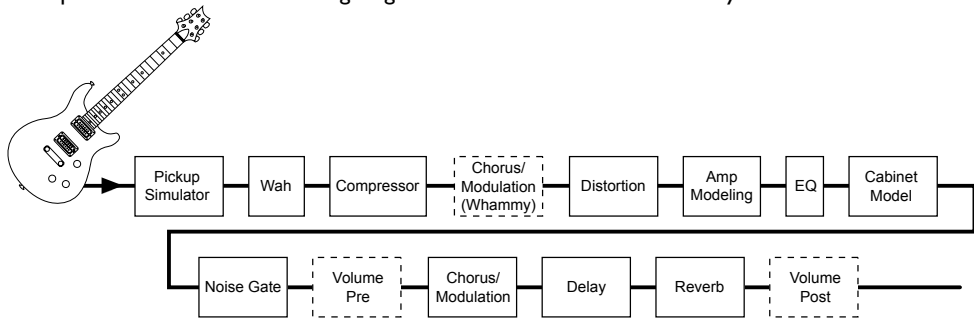 Pickup
Simulator
Wah
Compressor
Chorus/
Modulation
(Whammy)
Distortion
Amp
Modeling
EQ
Cabinet
Model
Noise Gate
Volume
Pre
Chorus/
Modulation
Delay
Reverb
Volume
Post